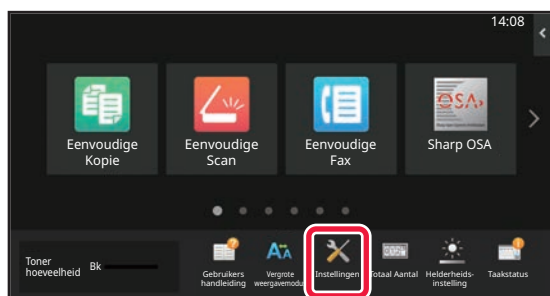 14:08
Eenvoudige
Kopie
Eenvoudige
Scan
Eenvoudige
Fax
OSA
Sharp OSA
Toner
hoeveelheid
Bk
Gebruikers
handleiding
Vergrote
weergavemodus
Instellingen
Totaal Aantal
Helderheids-
instelling
Taakstatus